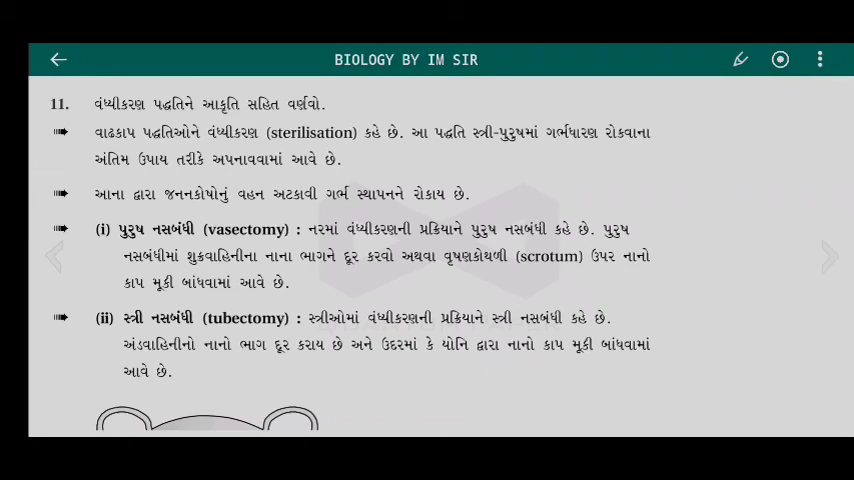 BIOLOGY BY IM SIR
11. વંધ્યીકરણ પદ્ધતિને આકૃતિ સહિત વર્ણવો.
વાઢકાપ પદ્ધતિઓને વંધ્યીકરણ (sterilisation) કહે છે. આ પદ્ધતિ સ્ત્રી-પુરુષમાં ગર્ભધારણ રોકવાના
અંતિમ ઉપાય તરીકે અપનાવવામાં આવે છે.
આના દ્વારા જનનકોષોનું વહન અટકાવી ગર્ભ સ્થાપનને રોકાય છે.
(i) પુરુષ નસબંધી (vasectomy) : નરમાં વંધ્યીકરણની પ્રક્રિયાને પુરુષ નસબંધી કહે છે. પુરુષ
નસબંધીમાં શુક્રવાહિનીના નાના ભાગને દૂર કરવો અથવા વૃષણકોથળી (scrotum) ઉપર નાનો
કાપ મૂકી બાંધવામાં આવે છે.
(ii) સ્ત્રી નસબંધી (tubectomy) : સ્ત્રીઓમાં વંધ્યીકરણની પ્રક્રિયાને સ્ત્રી નસબંધી કહે છે.
અંડવાહિનીનો નાનો ભાગ દૂર કરાય છે અને ઉદરમાં કે યોનિ દ્વારા નાનો કાપ મૂકી બાંધવામાં
આવે છે.